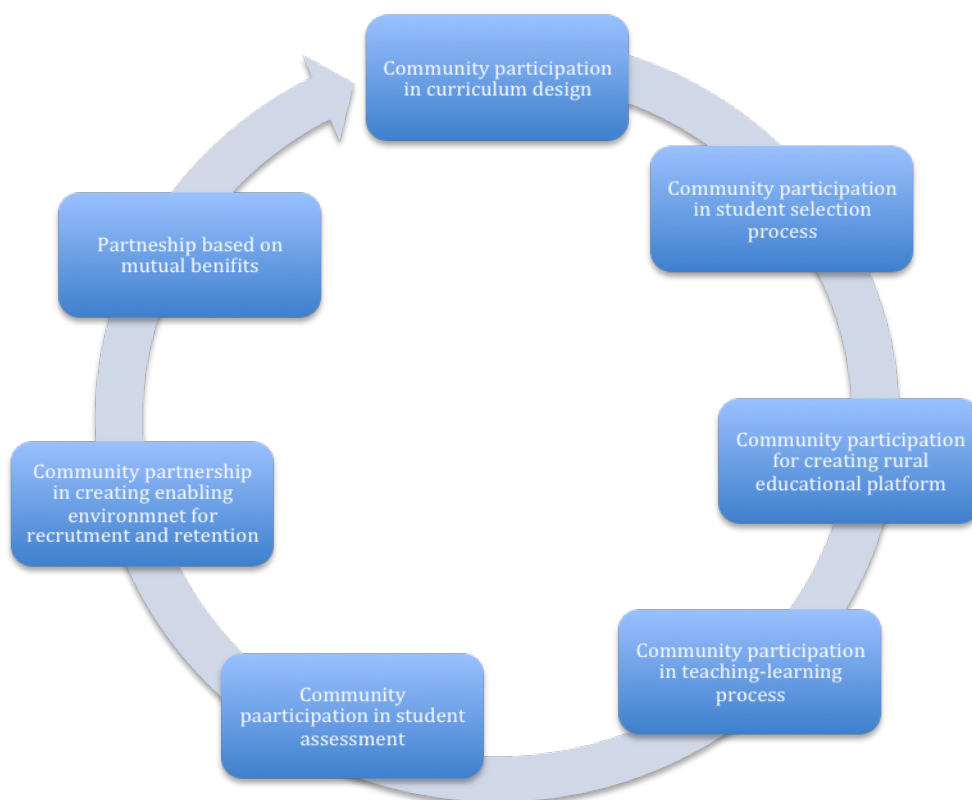 Community participation
in curriculum design
Community participation
in student selection
process
Community participation
for creating rural
educational platform
Community participation
in teaching-learning
process
Community
paarticipation in student
assessment
Community partnership
in creating enabling
environmnet for
recrutment and retention
Partneship based on
mutual benifits